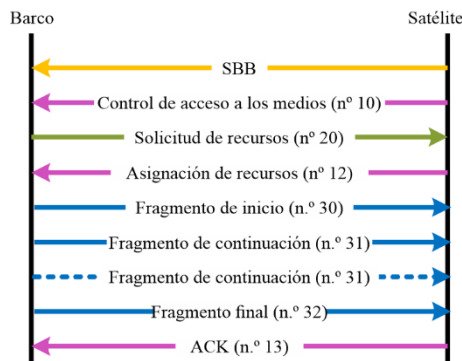 Barco
Satélite
SBB
Control de acceso a los medios (nº 10)
Solicitud de recursos (nº 20)
Asignación de recursos (nº 12)
Fragmento de inicio (n.º 30)
Fragmento de continuación (n.º 31)
Fragmento de continuación (n.º 31)
Fragmento final (n.º 32)
ACK (n.º 13)